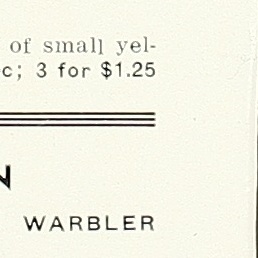 of small yel-
c; 3 for $1.25
N
WARBLER